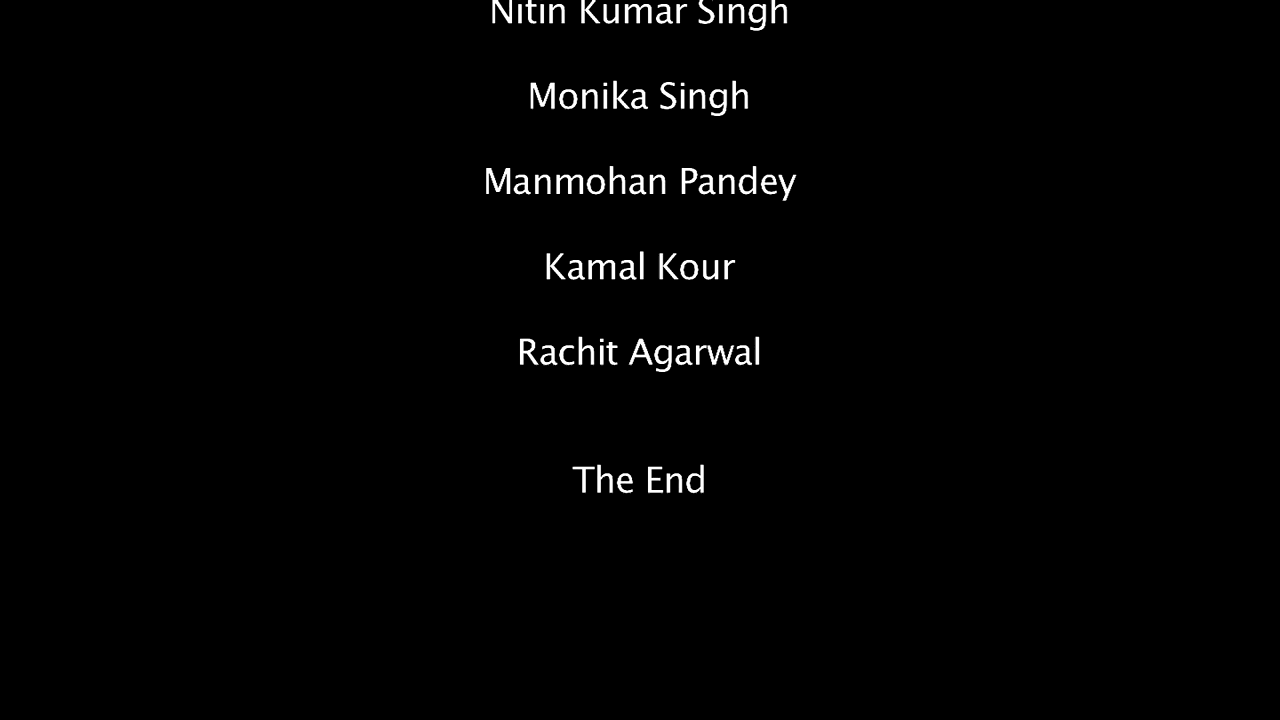 Nitin Kumar Singh
Monika Singh
Manmohan Pandey
Kamal Kour
Rachit Agarwal
The End